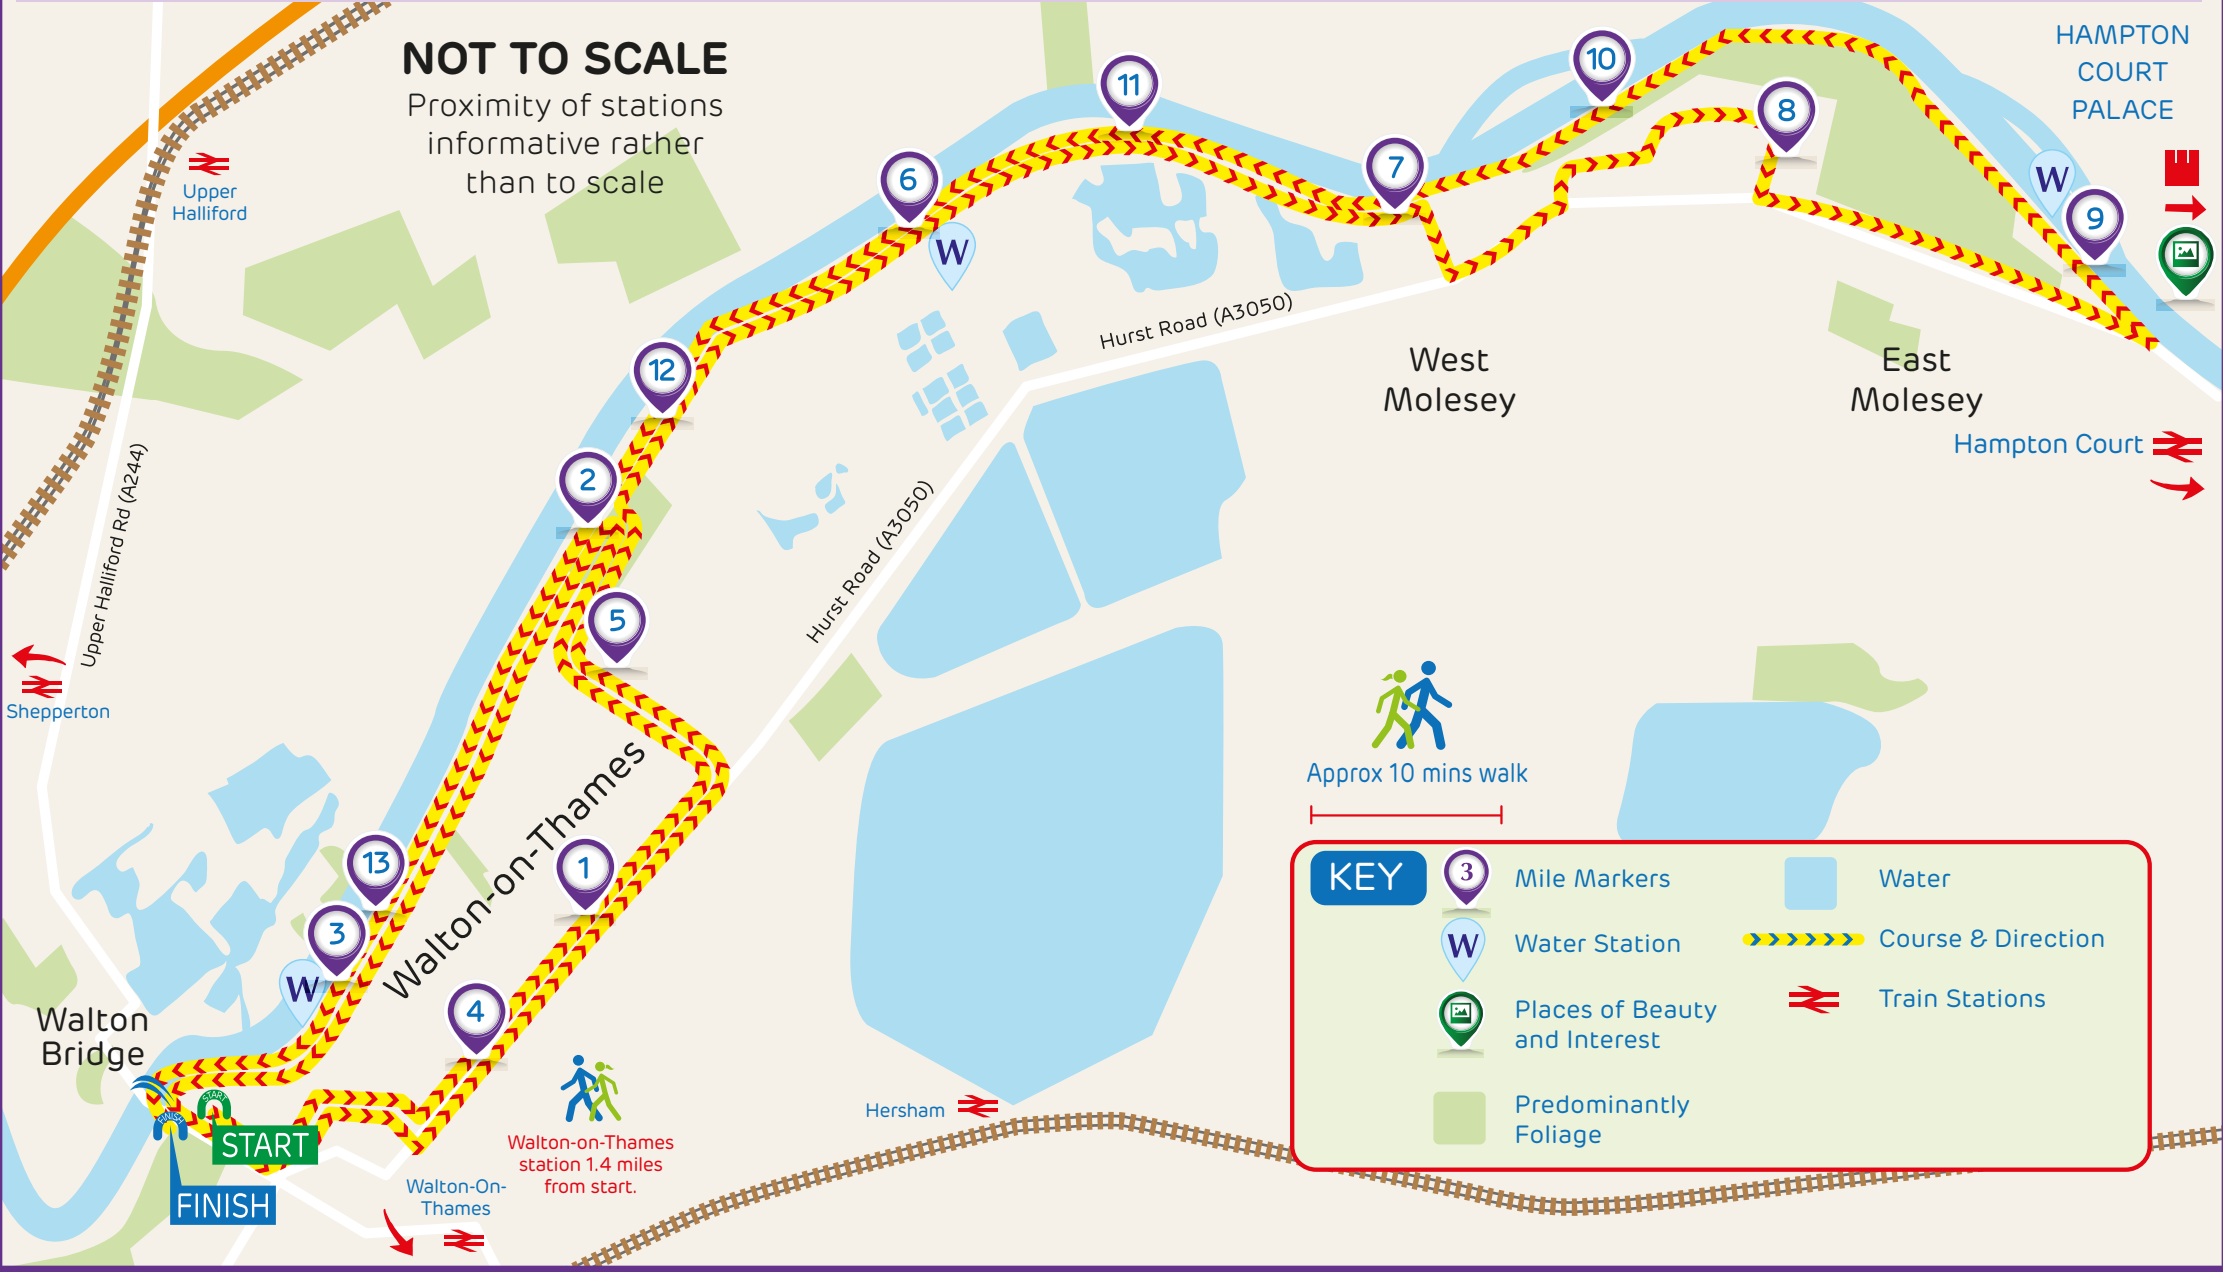 NOT TO SCALE
Proximity of stations
informative rather
than to scale
HAMPTON
COURT
PALACE
10
11
8
7
6
W
W
9
Upper
Halliford
Hurst Road (A3050)
West
Molesey
East
Molesey
Hampton Court
12
2
5
Upper Halliford Rd (A244)
Hurst Road (A3050)
Shepperton
Walton-on-Thames
13
1
3
W
4
Walton
Bridge
START
START
FINISH
FINISH
Walton-on-Thames
station 1.4 miles
from start.
Walton-On-
Thames
Hersham
Approx 10 mins walk
KEY
3
Mile Markers
W
Water Station
Places of Beauty
and Interest
Predominantly
Foliage
Water
Course & Direction
Train Stations